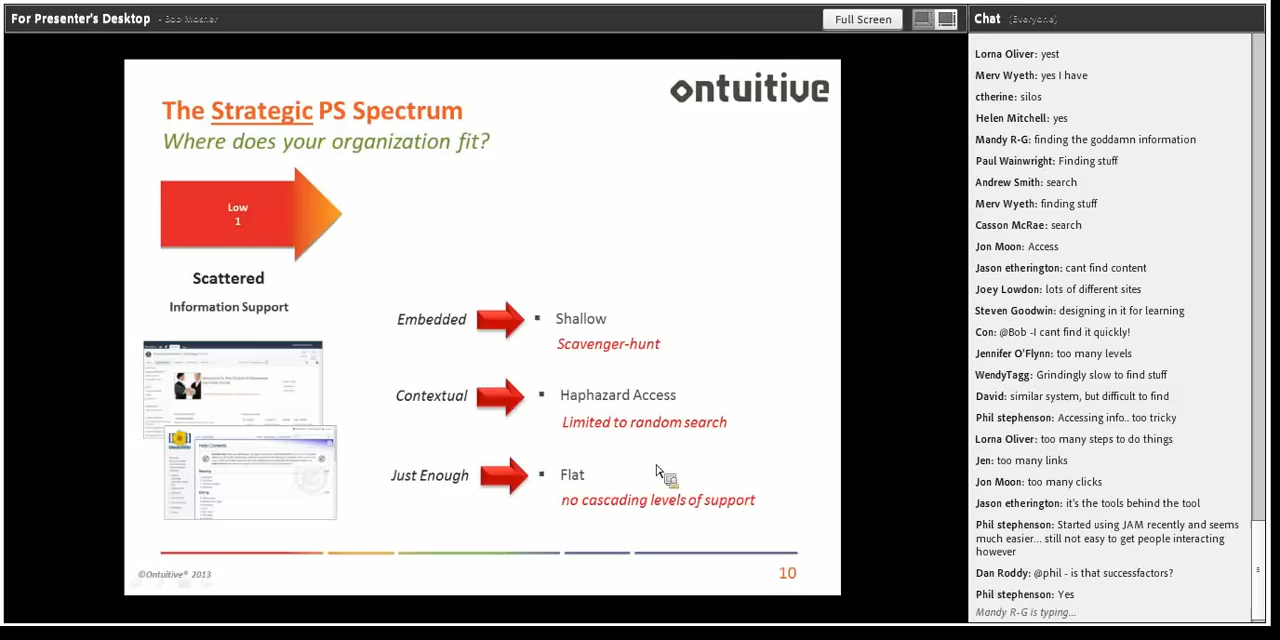 For Presenter's Desktop - Bob Mosher
Full Screen
Chat (Everyone)
ontuitive
The Strategic PS Spectrum
Where does your organization fit?
Low
1
Scattered
Information Support
Embedded
▪ Shallow
Scavenger-hunt
Contextual
▪ Haphazard Access
Limited to random search
Just Enough
▪ Flat
no cascading levels of support
©Ontuitive® 2013
10
Lorna Oliver: yest
Merv Wyeth: yes I have
ctherine: silos
Helen Mitchell: yes
Mandy R-G: finding the goddamn information
Paul Wainwright: Finding stuff
Andrew Smith: search
Merv Wyeth: finding stuff
Casson McRae: search
Jon Moon: Access
Jason etherington: cant find content
Joey Lowdon: lots of different sites
Steven Goodwin: designing in it for learning
Con: @Bob -I cant find it quickly!
Jennifer O'Flynn: too many levels
WendyTagg: Grindingly slow to find stuff
David: similar system, but difficult to find
Phil stephenson: Accessing info.. too tricky
Lorna Oliver: too many steps to do things
Jen: too many links
Jon Moon: too many clicks
Jason etherington: it's the tools behind the tool
Phil stephenson: Started using JAM recently and seems
much easier... still not easy to get people interacting
however
Dan Roddy: @phil - is that successfactors?
Phil stephenson: Yes
Mandy R-G is typing...